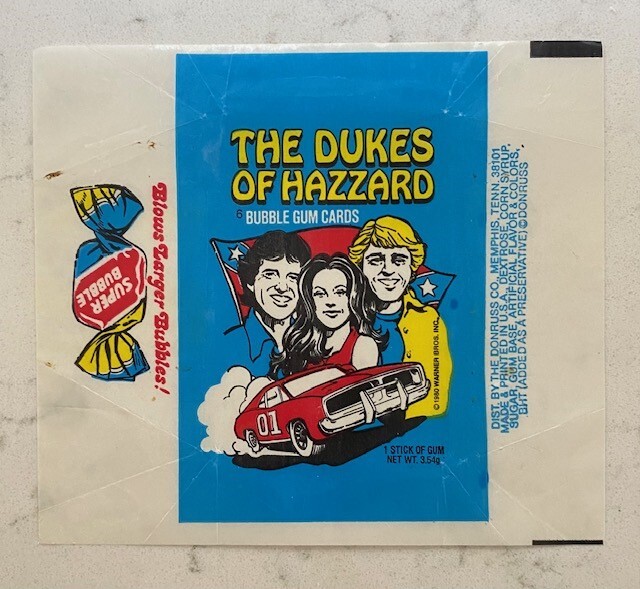 THE DUKES
OF HAZZARD
6 BUBBLE GUM CARDS
© 1980 WARNER BROS. INC.
01
1 STICK OF GUM
NET WT. 3.54g
Blows Larger Bubbles!
SUPER
BUBBLE
DIST. BY THE DONRUSS CO., MEMPHIS, TENN. 38101
MADE & PRINTED IN U.S.A. DEXTROSE, CORN SYRUP,
SUGAR, GUM BASE, ARTIFICIAL FLAVOR & COLORS,
BHT (ADDED AS A PRESERVATIVE) © DONRUSS